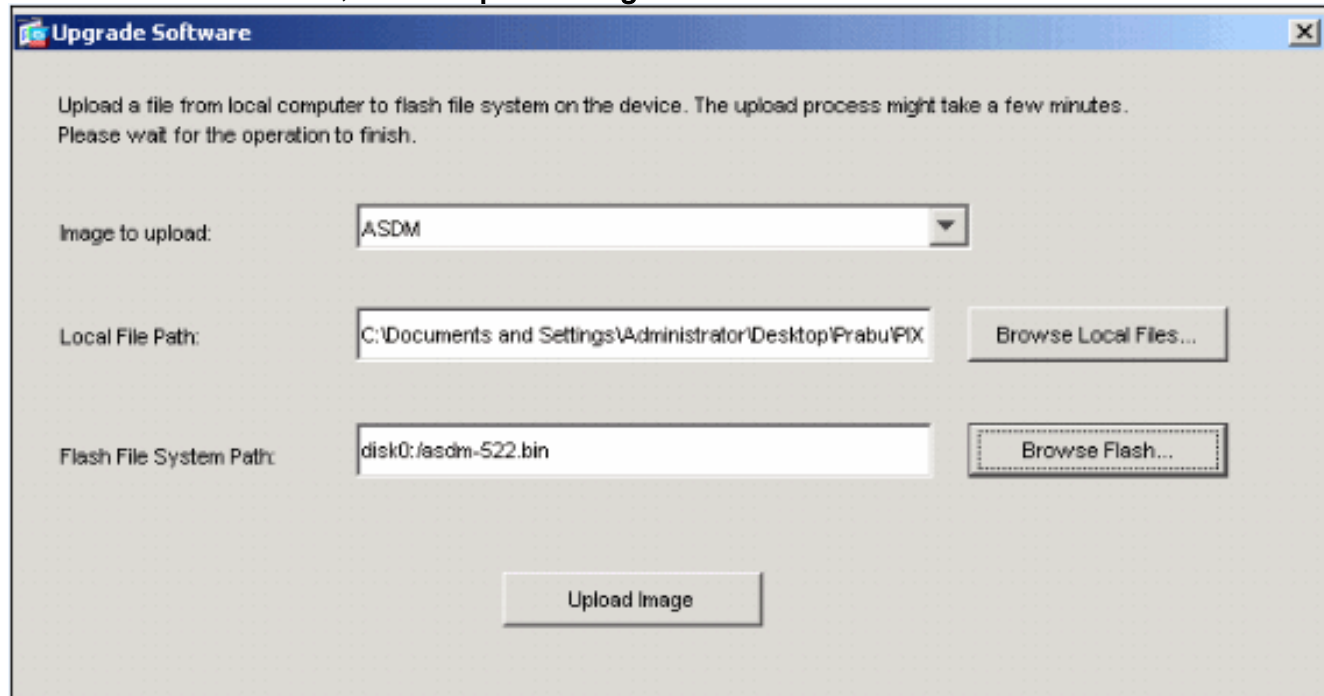 Upgrade Software
Upload a file from local computer to flash file system on the device. The upload process might take a few minutes.
Please wait for the operation to finish.
Image to upload:
ASDM
Local File Path:
C:\Documents and Settings\Administrator\Desktop\Prabu\PIX
Browse Local Files...
Flash File System Path:
disk0:/asdm-522.bin
Browse Flash...
Upload Image